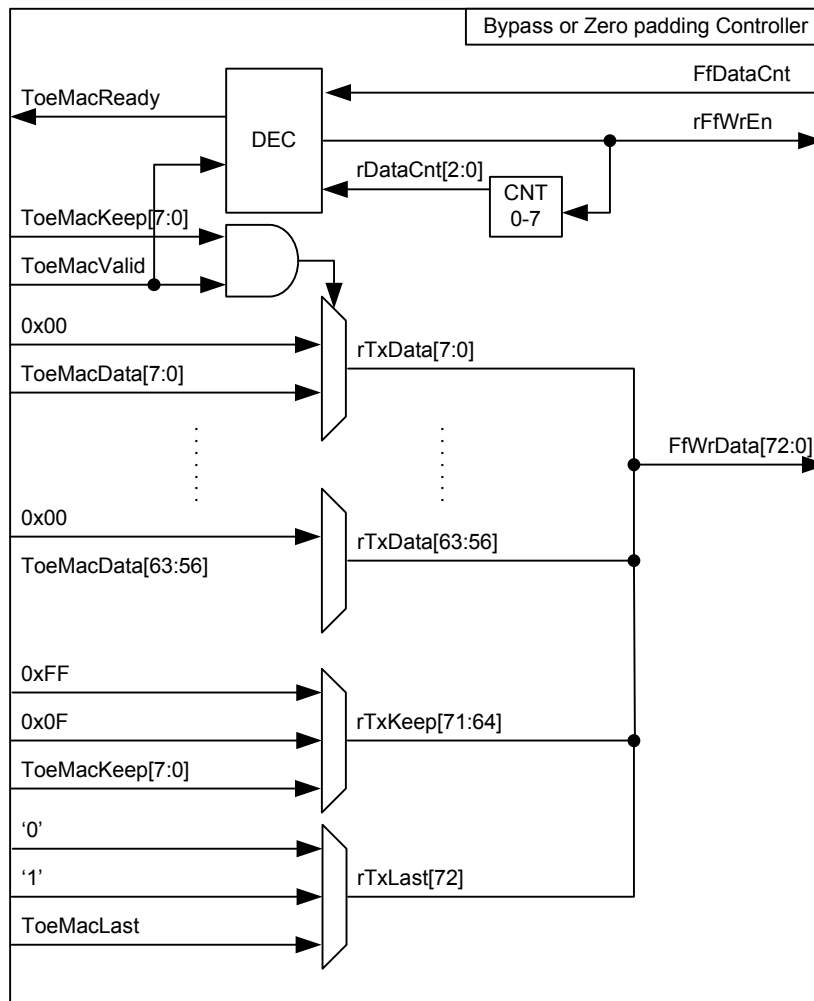 Bypass or Zero padding Controller
FfDataCnt
ToeMacReady
rFfWrEn
DEC
rDataCnt[2:0]
CNT
0-7
ToeMacKeep[7:0]
ToeMacValid
0x00
rTxData[7:0]
ToeMacData[7:0]
FfWrData[72:0]
0x00
rTxData[63:56]
ToeMacData[63:56]
0xFF
0x0F
rTxKeep[71:64]
ToeMacKeep[7:0]
‘0’
‘1’
rTxLast[72]
ToeMacLast